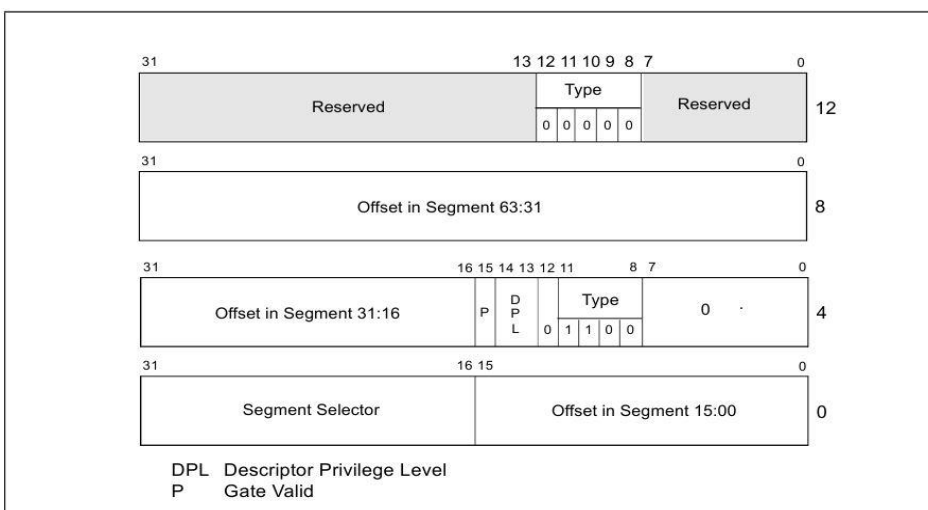 31 13 12 11 10 9 8 7 0
Type
Reserved Reserved 12
0 0 0 0 0
31 0
Offset in Segment 63:31 8
31 16 15 14 13 12 11 8 7 0
Offset in Segment 31:16 P D P L Type 0 4
0 1 1 0 0
31 16 15 0
Segment Selector Offset in Segment 15:00 0
DPL Descriptor Privilege Level
P Gate Valid